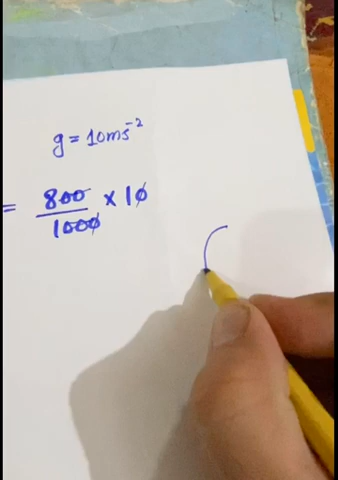 g = 10ms⁻²
= 800/1000 × 10